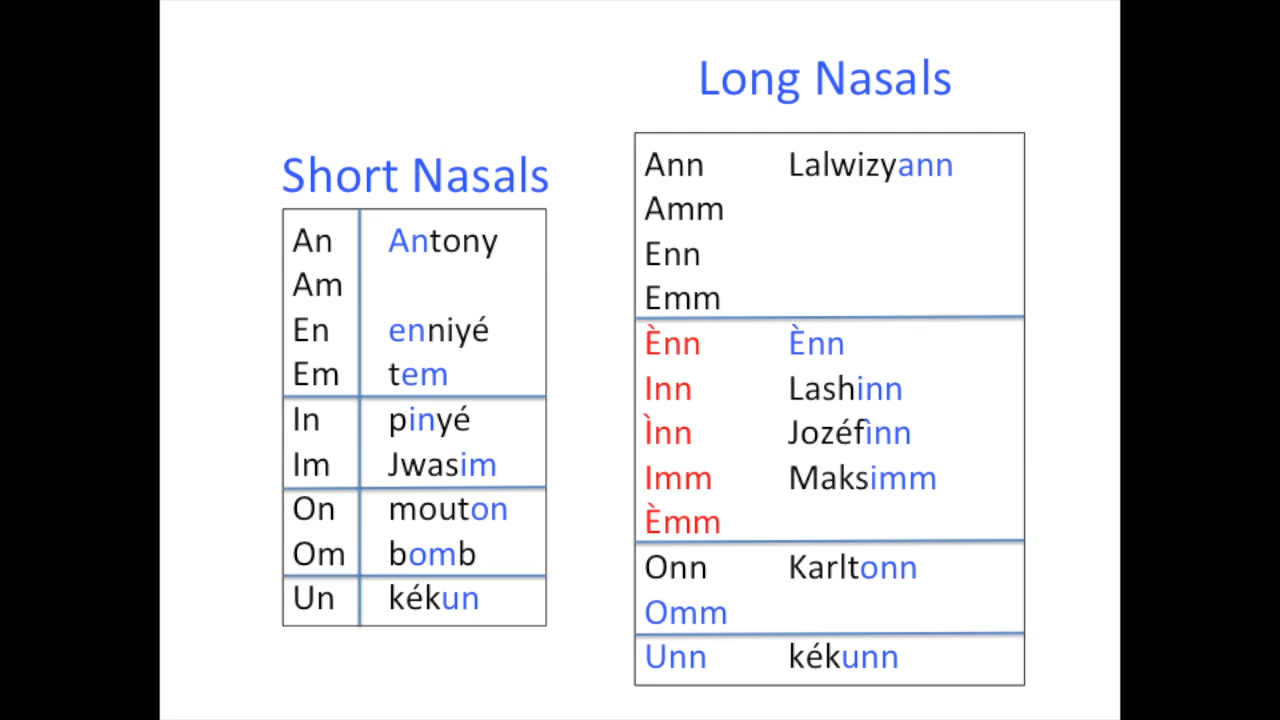 Short Nasals
An Antony
Am
En enniyé
Em tem
In pinyé
Im Jwasim
On mouton
Om bomb
Un kékun
Long Nasals
Ann Lalwizyann
Amm
Enn
Emm
Ènn Ènn
Inn Lashinn
Ìnn Jozéfìnn
Imm Maksimm
Èmm
Onn Karltonn
Omm
Unn kékunn